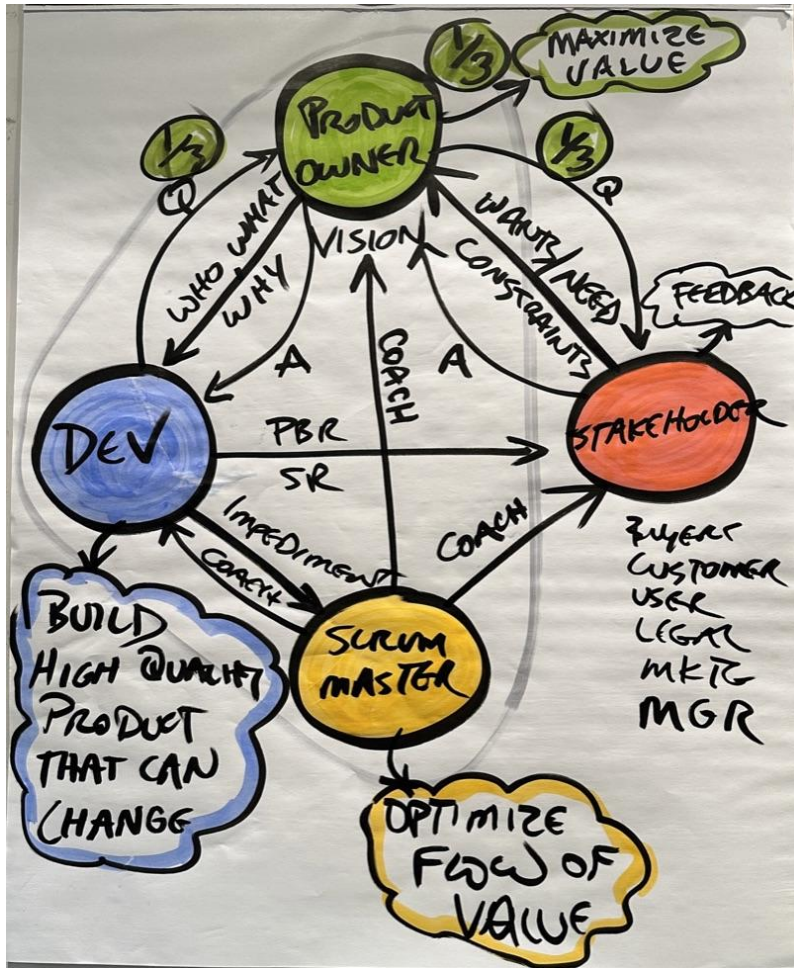 1/3
MAXIMIZE
VALUE
PRODUCT
OWNER
1/3
Q
1/3
Q
WHO WHAT
WHY
VISION
WANTS/NEED
CONSTRAINTS
FEEDBACK
A
COACH
A
DEV
PBR
SR
STAKEHOLDER
IMPEDIMENT
COACH
COACH
BUYERS
CUSTOMER
USER
LEGAL
MKTG
MGR
SCRUM
MASTER
BUILD
HIGH QUALITY
PRODUCT
THAT CAN
CHANGE
OPTIMIZE
FLOW OF
VALUE